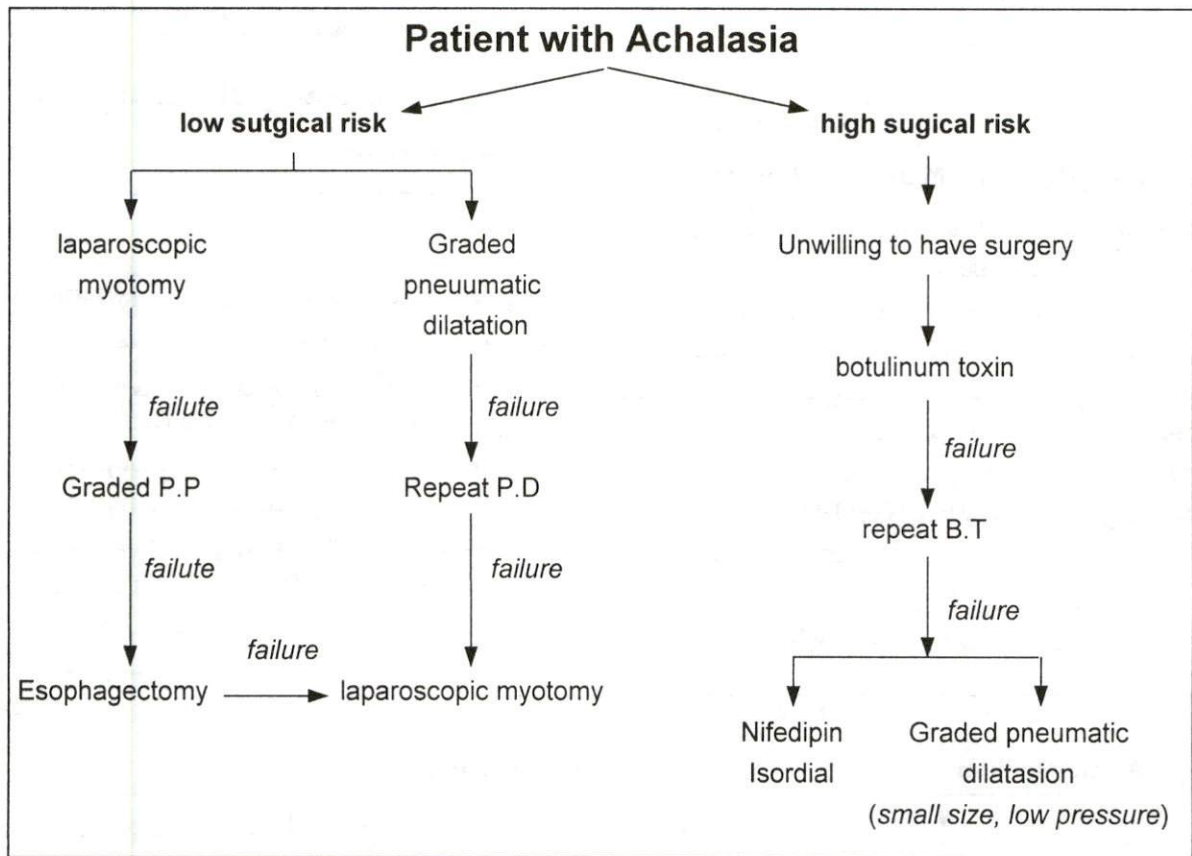 Patient with Achalasia
low sutgical risk
high sugical risk
laparoscopic
myotomy
Graded
pneuumatic
dilatation
Unwilling to have surgery
botulinum toxin
failute
failure
failure
Graded P.P
Repeat P.D
repeat B.T
failute
failure
failure
failure
Esophagectomy
laparoscopic myotomy
Nifedipin
Isordial
Graded pneumatic
dilatasion
(small size, low pressure)